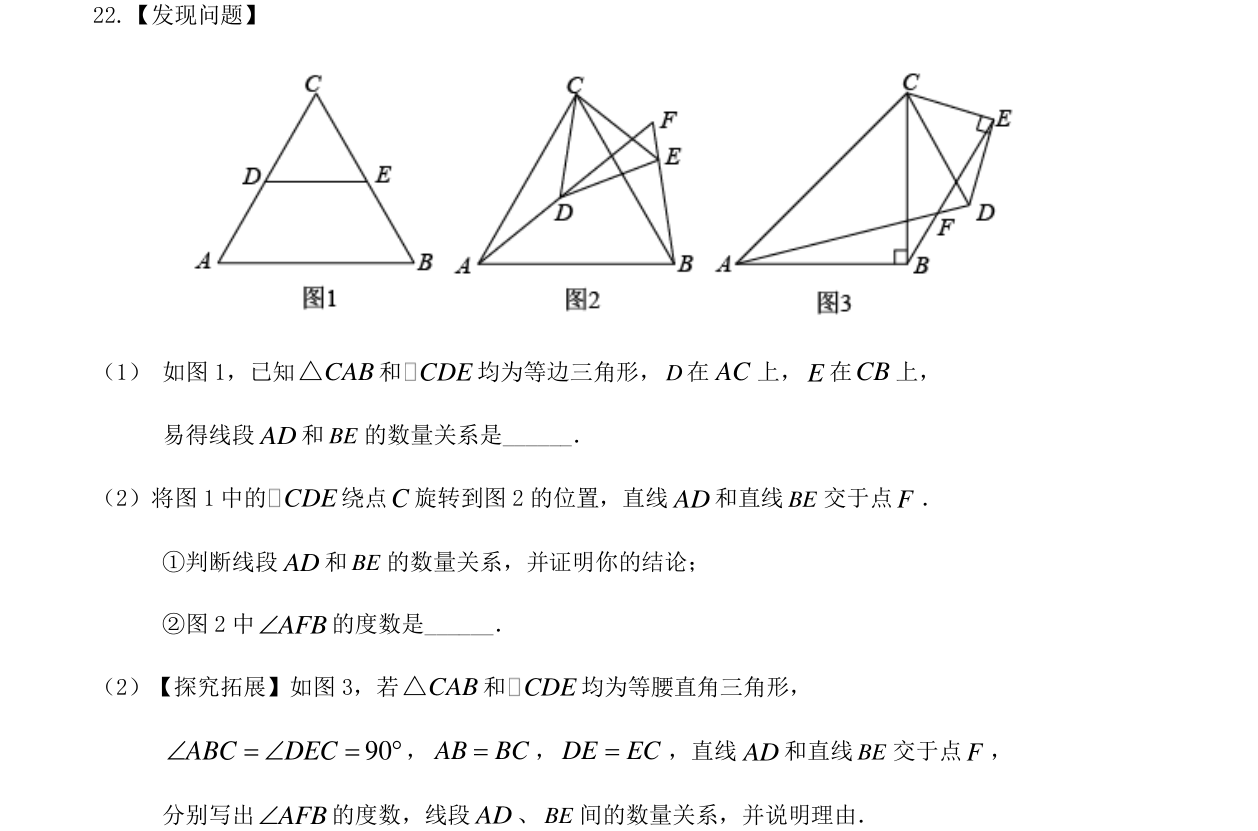 22.【发现问题】
C
D E
A B
图1
C
F
E
D
A B
图2
C
E
D
F
A B
图3
（1） 如图 1，已知△CAB 和□CDE 均为等边三角形， D 在 AC 上， E 在 CB 上，
易得线段 AD 和 BE 的数量关系是______．
（2）将图 1 中的□CDE 绕点 C 旋转到图 2 的位置，直线 AD 和直线 BE 交于点 F ．
①判断线段 AD 和 BE 的数量关系，并证明你的结论；
②图 2 中∠AFB 的度数是______．
（2）【探究拓展】如图 3，若△CAB 和□CDE 均为等腰直角三角形，
∠ABC = ∠DEC = 90°， AB = BC ， DE = EC ，直线 AD 和直线 BE 交于点 F ，
分别写出∠AFB 的度数，线段 AD 、 BE 间的数量关系，并说明理由．